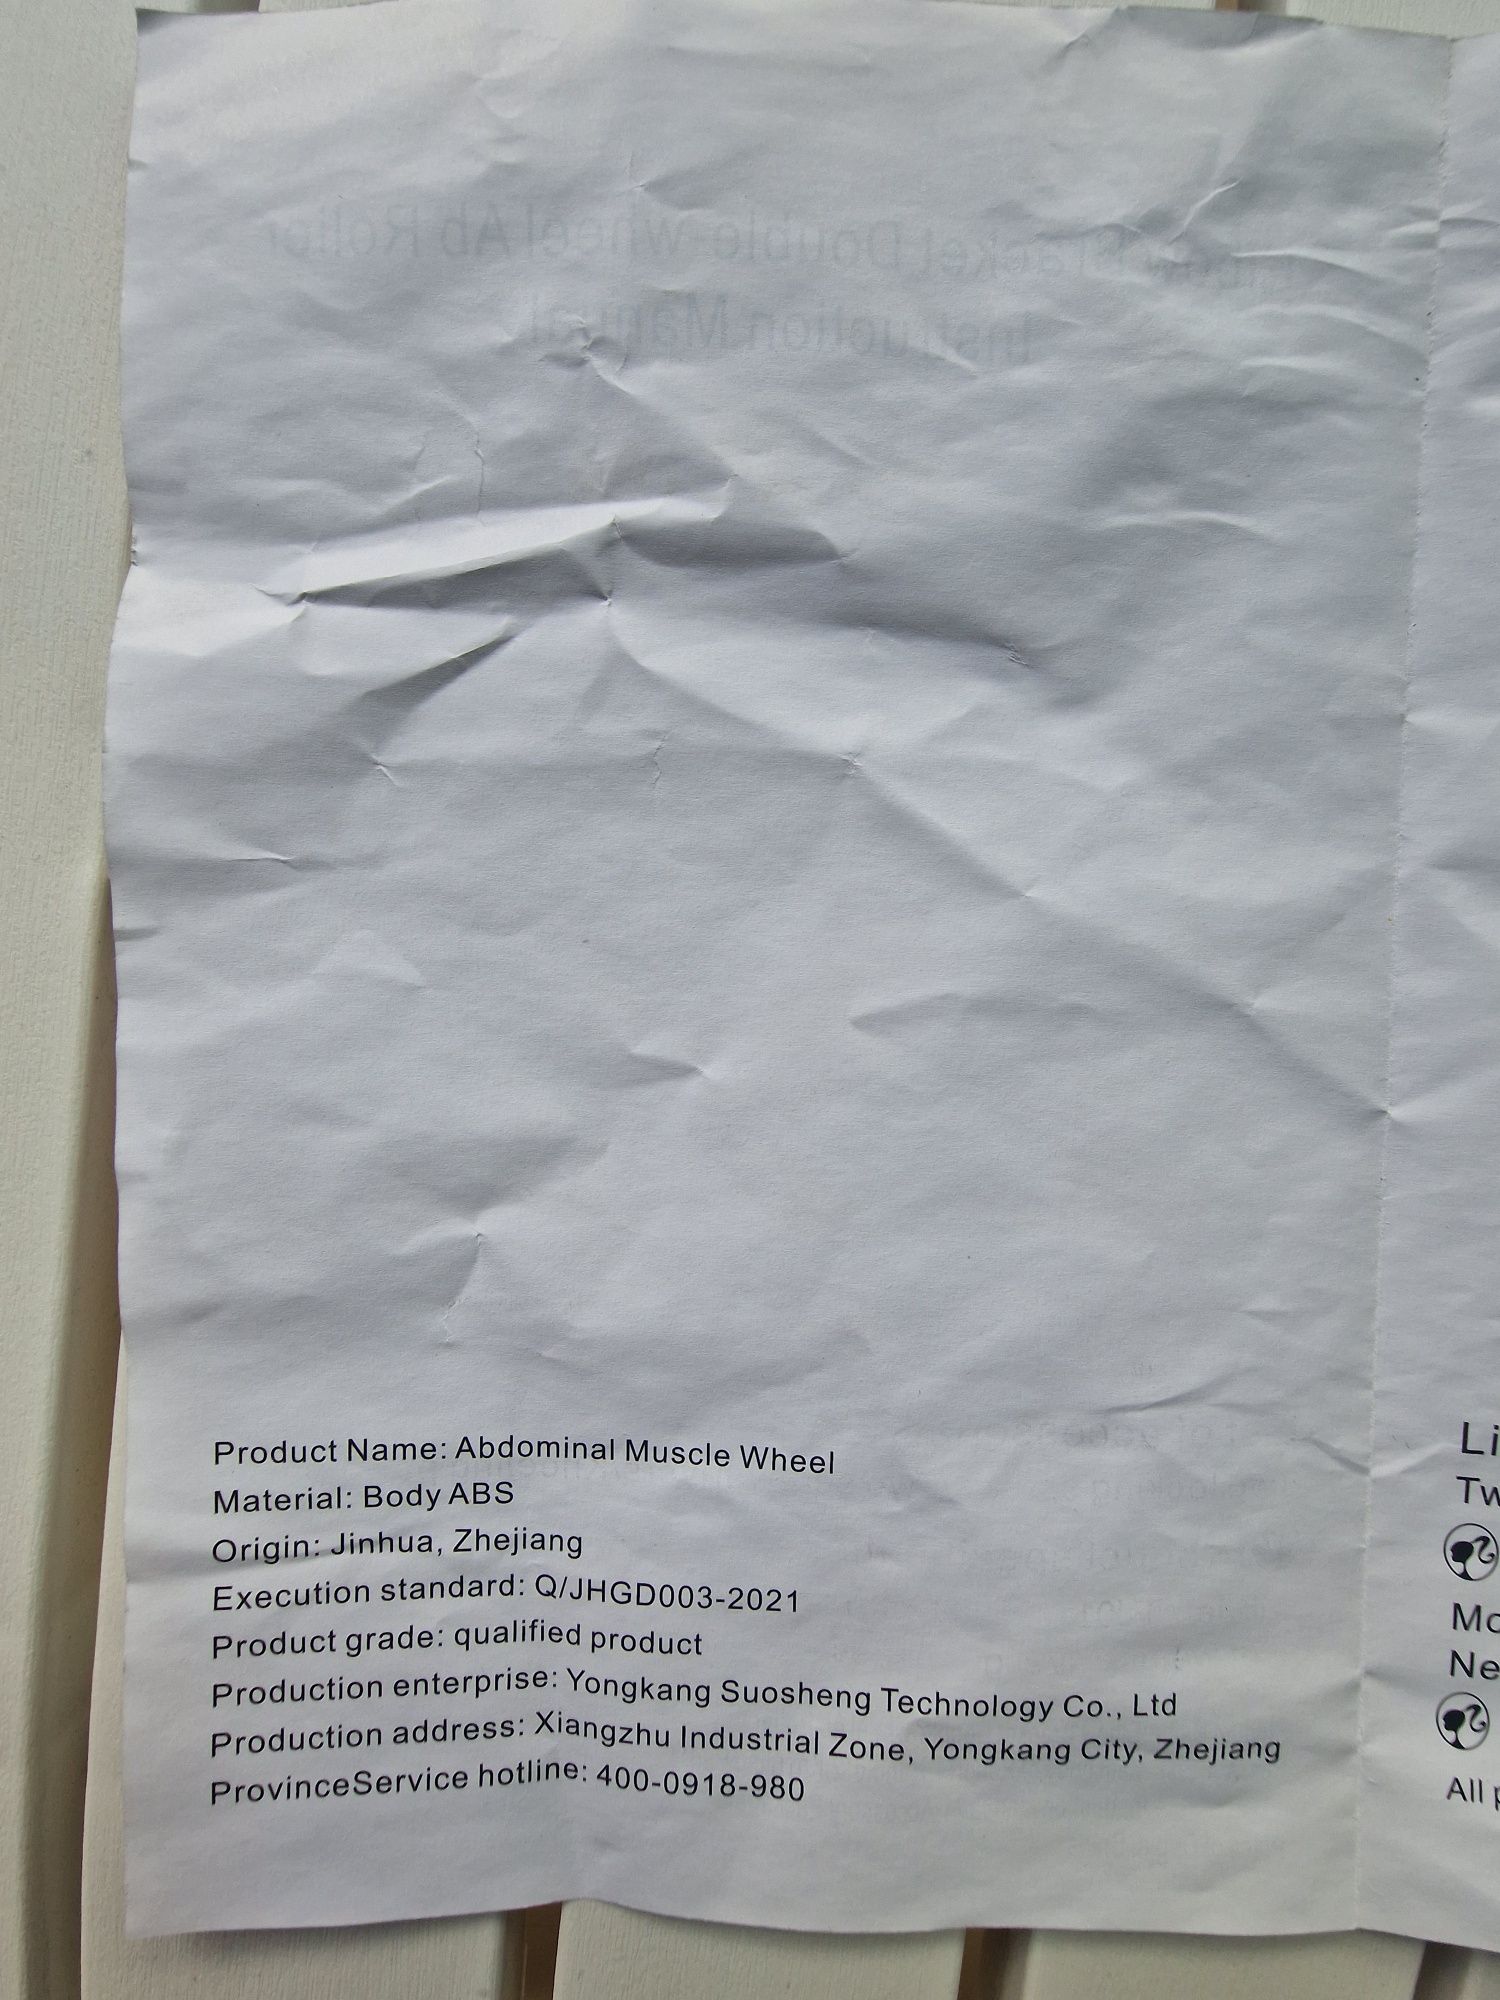 Product Name: Abdominal Muscle Wheel
Material: Body ABS
Origin: Jinhua, Zhejiang
Execution standard: Q/JHGD003-2021
Product grade: qualified product
Production enterprise: Yongkang Suosheng Technology Co., Ltd
Production address: Xiangzhu Industrial Zone, Yongkang City, Zhejiang
ProvinceService hotline: 400-0918-980
All